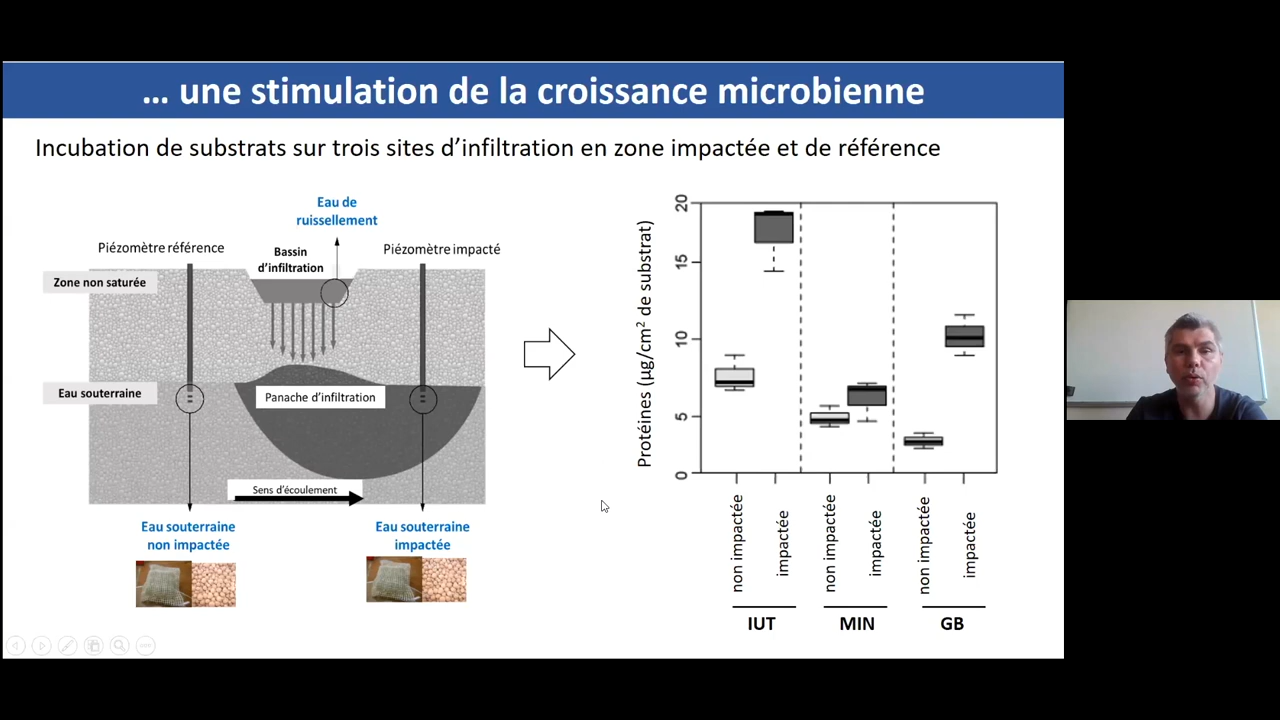 … une stimulation de la croissance microbienne
Incubation de substrats sur trois sites d’infiltration en zone impactée et de référence
Eau de
ruissellement
Piézomètre référence
Bassin
d’infiltration
Piézomètre impacté
Zone non saturée
Eau souterraine
Panache d’infiltration
Sens d’écoulement
Eau souterraine
non impactée
Eau souterraine
impactée
Protéines (µg/cm² de substrat)
20
15
10
5
0
non impactée
impactée
non impactée
impactée
non impactée
impactée
IUT
MIN
GB